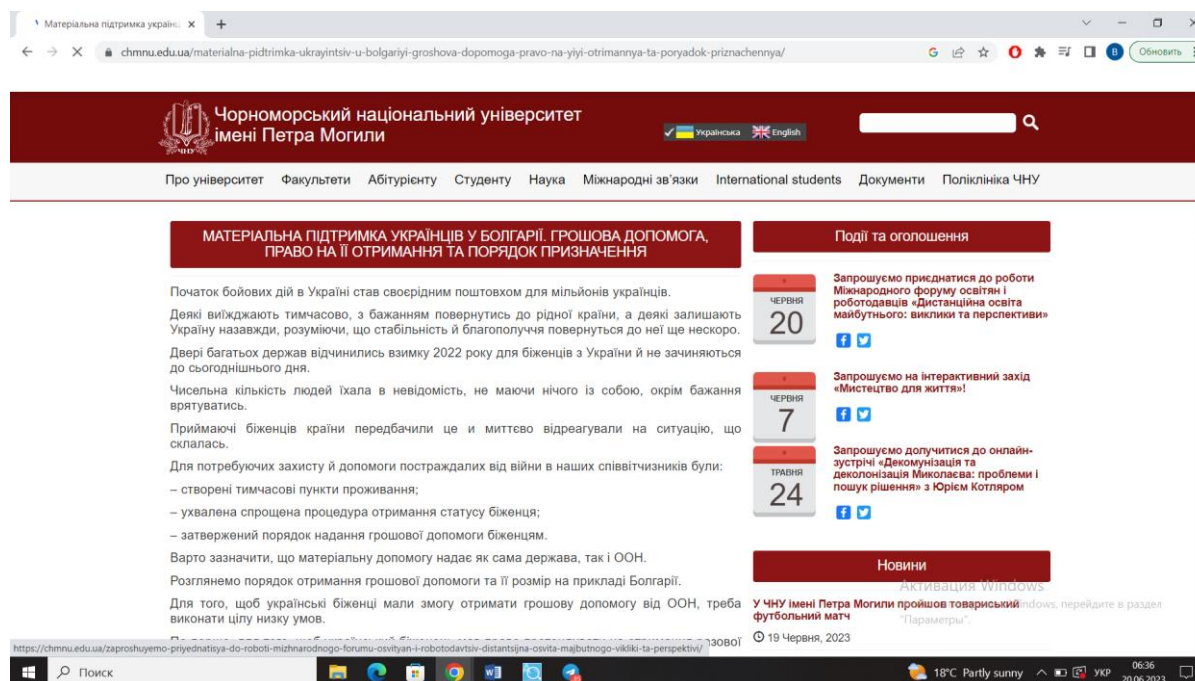 Матеріальна підтримка україні
chmnu.edu.ua/materialna-pidtrimka-ukrayintsiv-u-bolgariyi-groshova-dopomoga-pravo-na-yiyi-otrimannya-ta-poryadok-priznachennya/
Обновить
Чорноморський національний університет
імені Петра Могили
ЧНУ
Українська English
Про університет Факультети Абітурієнту Студенту Наука Міжнародні зв'язки International students Документи Поліклініка ЧНУ
МАТЕРІАЛЬНА ПІДТРИМКА УКРАЇНЦІВ У БОЛГАРІЇ. ГРОШОВА ДОПОМОГА,
ПРАВО НА ЇЇ ОТРИМАННЯ ТА ПОРЯДОК ПРИЗНАЧЕННЯ
Початок бойових дій в Україні став своєрідним поштовхом для мільйонів українців.
Деякі виїжджають тимчасово, з бажанням повернутись до рідної країни, а деякі залишають
Україну назавжди, розуміючи, що стабільність й благополуччя повернуться до неї ще нескоро.
Двері багатьох держав відчинились взимку 2022 року для біженців з України й не зачиняються
до сьогоднішнього дня.
Чисельна кількість людей їхала в невідомість, не маючи нічого із собою, окрім бажання
врятуватись.
Приймаючі біженців країни передбачили це и миттєво відреагували на ситуацію, що
склалась.
Для потребуючих захисту й допомоги постраждалих від війни в наших співвітчизників були:
– створені тимчасові пункти проживання;
– ухвалена спрощена процедура отримання статусу біженця;
– затверджений порядок надання грошової допомоги біженцям.
Варто зазначити, що матеріальну допомогу надає як сама держава, так і ООН.
Розглянемо порядок отримання грошової допомоги та її розмір на прикладі Болгарії.
Для того, щоб українські біженці мали змогу отримати грошову допомогу від ООН, треба
виконати цілу низку умов.
Події та оголошення
ЧЕРВНЯ
20
Запрошуємо приєднатися до роботи
Міжнародного форуму освітян і
роботодавців «Дистанційна освіта
майбутнього: виклики та перспективи»
ЧЕРВНЯ
7
Запрошуємо на інтерактивний захід
«Мистецтво для життя»!
ТРАВНЯ
24
Запрошуємо долучитися до онлайн-
зустрічі «Декомунізація та
деколонізація Миколаєва: проблеми і
пошук рішення» з Юрієм Котляром
Новини
Активация Windows
У ЧНУ імені Петра Могили пройшов товариський
футбольний матч
перейдите в раздел
"Параметры".
19 Червня, 2023
https://chmnu.edu.ua/zaproshuyemo-priyednatisya-do-roboti-mizhnarodnogo-forumu-osvityan-i-robotodavtsiv-distantsijna-osvita-majbutnogo-vikliki-ta-perspektivi/
Поиск
18°C Partly sunny
УКР
06:36
20.06.2023